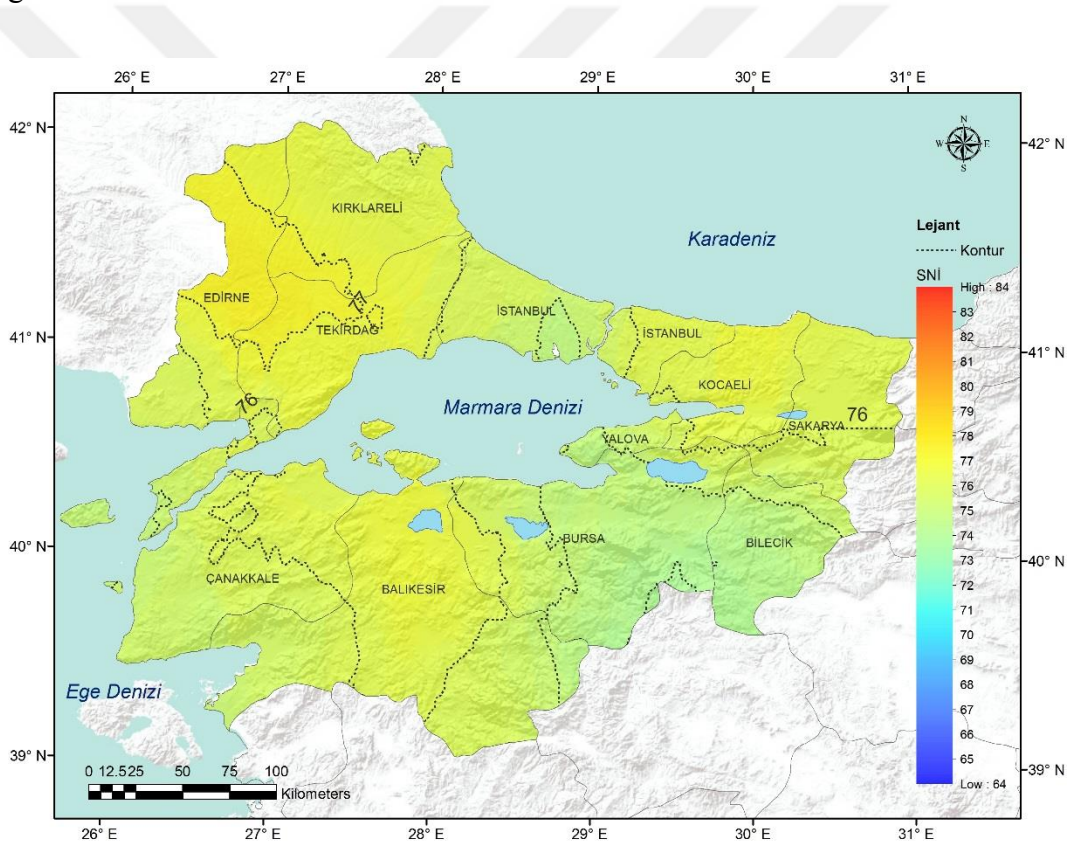 26° E 27° E 28° E 29° E 30° E 31° E
42° N 42° N
KIRKLARELİ
Karadeniz
Lejant
Kontur
SNİ
EDİRNE
77
İSTANBUL
High : 84
83
TEKİRDAĞ
İSTANBUL
82
41° N 41° N
81
KOCAELİ
80
76
Marmara Denizi
76
79
YALOVA
SAKARYA
78
77
76
75
40° N 40° N
BURSA
BİLECİK
74
73
ÇANAKKALE
BALIKESİR
72
71
70
69
Ege Denizi
68
67
66
39° N 39° N
65
0 12.525 50 75 100
Kilometers
Low : 64
26° E 27° E 28° E 29° E 30° E 31° E
N
W E
S